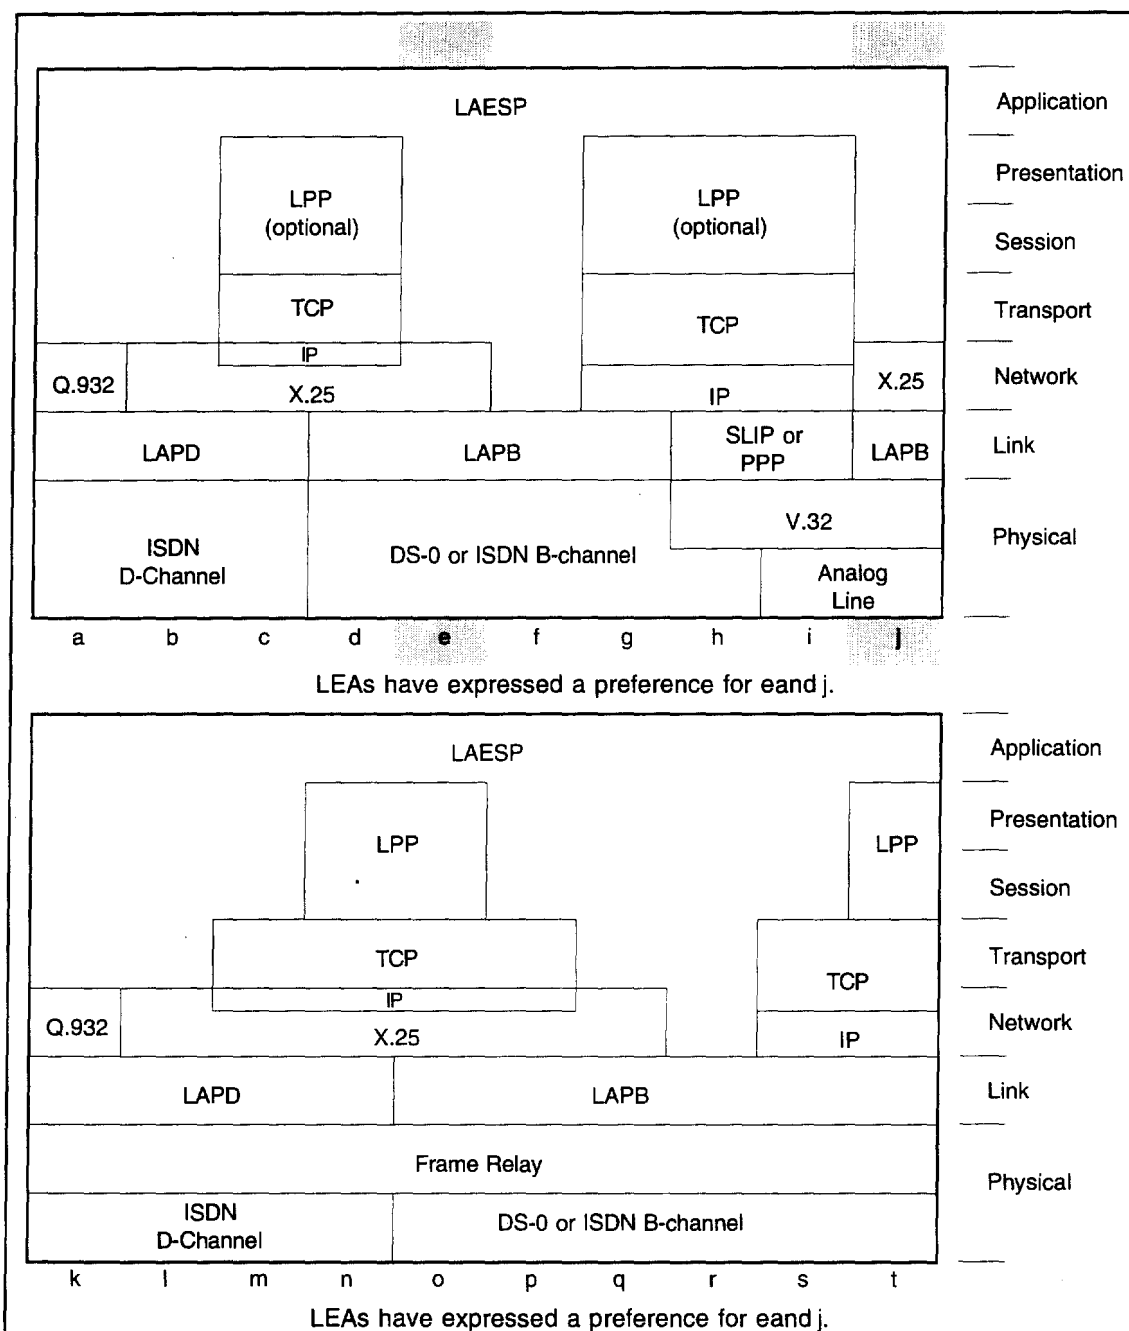 LAESP
Application
LPP
(optional)
LPP
(optional)
Presentation
Session
TCP
TCP
Transport
IP
Q.932
X.25
IP
X.25
Network
LAPD
LAPB
SLIP or
PPP
LAPB
Link
V.32
ISDN
D-Channel
DS-0 or ISDN B-channel
Analog
Line
Physical
a b c d e f g h i j
LEAs have expressed a preference for eand j.
LAESP
Application
LPP
LPP
Presentation
Session
TCP
TCP
Transport
IP
Q.932
X.25
IP
Network
LAPD
LAPB
Link
Frame Relay
Physical
ISDN
D-Channel
DS-0 or ISDN B-channel
k l m n o p q r s t
LEAs have expressed a preference for eand j.